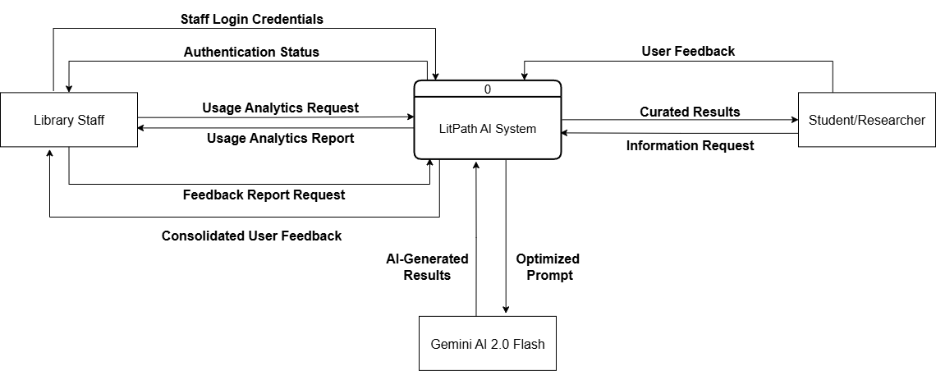 Staff Login Credentials
Authentication Status
User Feedback
0
Library Staff
Usage Analytics Request
LitPath AI System
Curated Results
Student/Researcher
Usage Analytics Report
Information Request
Feedback Report Request
Consolidated User Feedback
AI-Generated
Results
Optimized
Prompt
Gemini AI 2.0 Flash